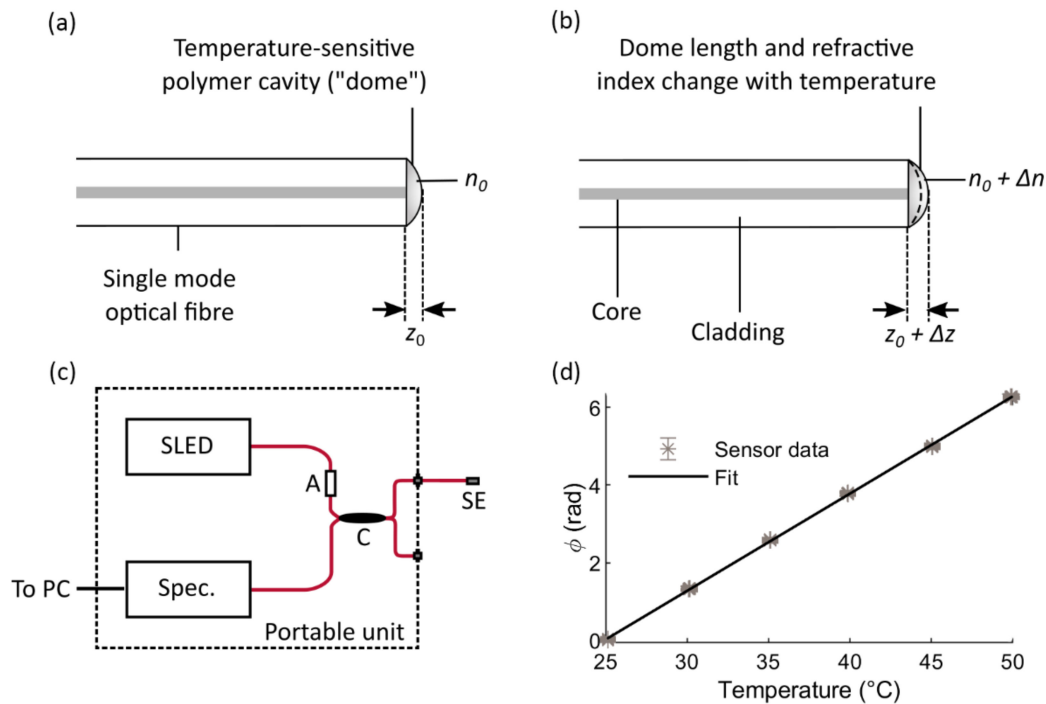 (a)
Temperature-sensitive
polymer cavity ("dome")
n₀
Single mode
optical fibre
z₀
(b)
Dome length and refractive
index change with temperature
n₀ + Δn
Core
Cladding
z₀ + Δz
(c)
SLED
A
C
SE
Spec.
To PC
Portable unit
(d)
6
4
2
0
ϕ (rad)
Sensor data
Fit
25 30 35 40 45 50
Temperature (°C)